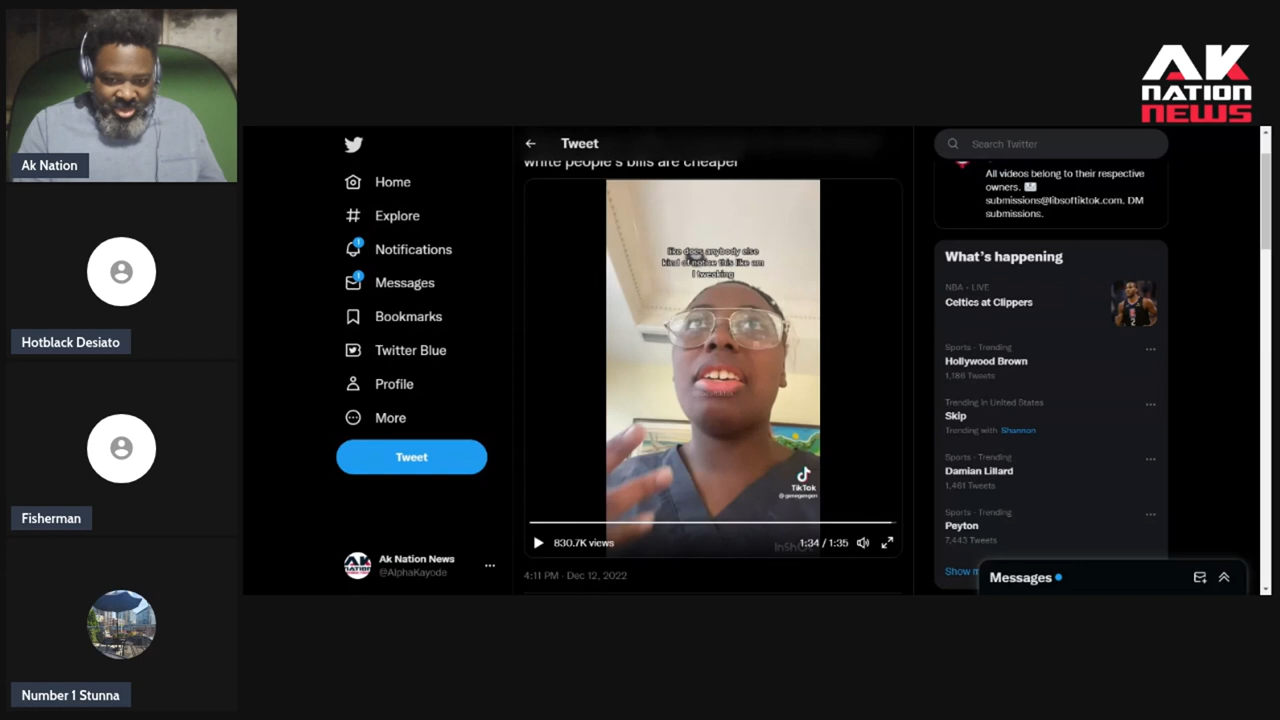 Ak Nation
Hotblack Desiato
Fisherman
Number 1 Stunna
AK
NATION
NEWS
Home
Explore
Notifications
Messages
Bookmarks
Twitter Blue
Profile
More
Tweet
Ak Nation News
@AlphaKayode
Tweet
white people's bills are cheaper
like does anybody else
kind of notice this like am
I tweaking
TikTok
@genegengen
InShOt
830.7K views
1:34 / 1:35
4:11 PM · Dec 12, 2022
Search Twitter
All videos belong to their respective
owners.
submissions@libsoftiktok.com. DM
submissions.
What's happening
NBA · LIVE
Celtics at Clippers
Sports · Trending
Hollywood Brown
1,186 Tweets
Trending in United States
Skip
Trending with Shannon
Sports · Trending
Damian Lillard
1,461 Tweets
Sports · Trending
Peyton
7,443 Tweets
Show
Messages